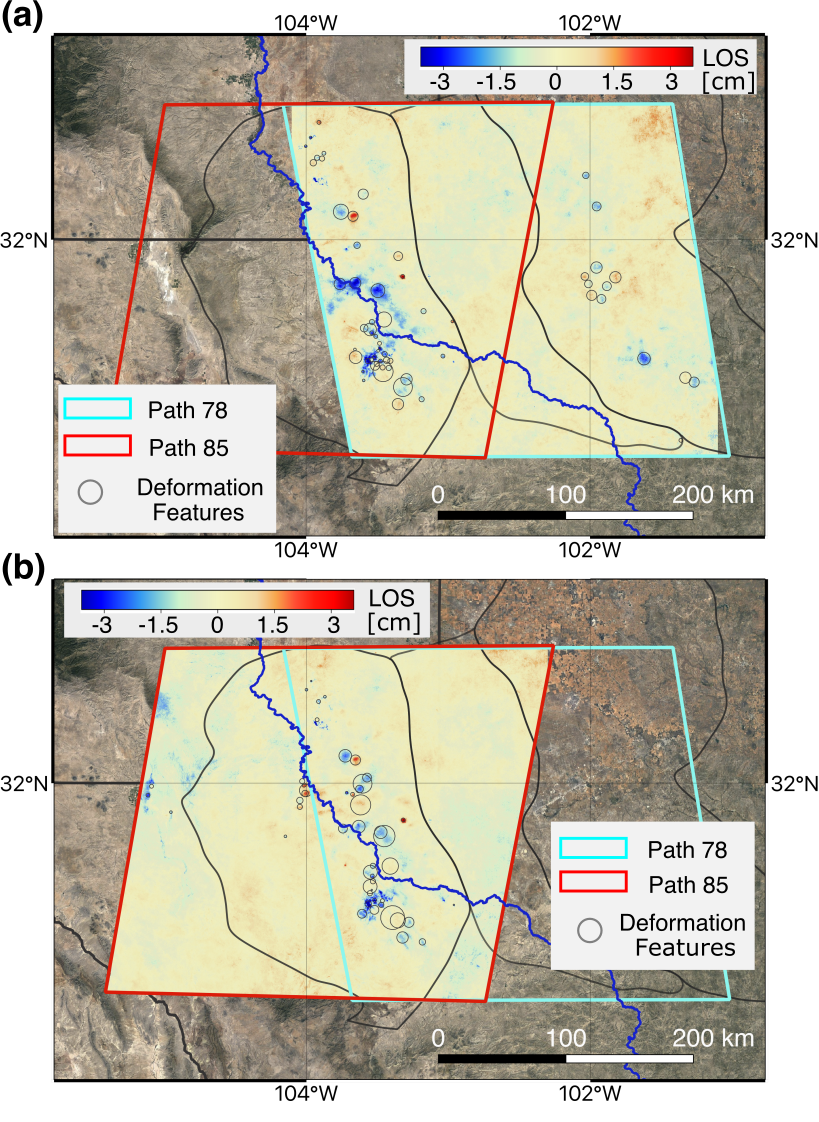 (a)
104°W 102°W
LOS
[cm]
-3 -1.5 0 1.5 3
32°N 32°N
Path 78
Path 85
Deformation
Features
0 100 200 km
104°W 102°W
(b)
LOS
[cm]
-3 -1.5 0 1.5 3
32°N 32°N
Path 78
Path 85
Deformation
Features
0 100 200 km
104°W 102°W